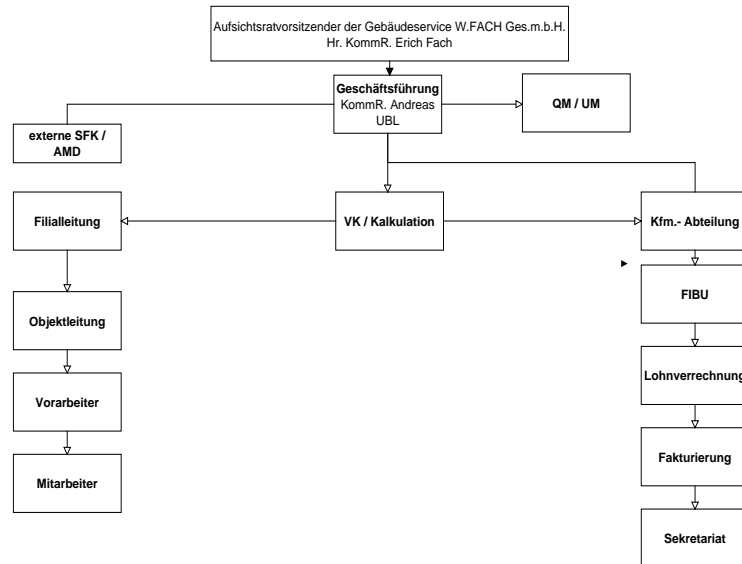 Aufsichtsratvorsitzender der Gebäudeservice W.FACH Ges.m.b.H.
Hr. KommR. Erich Fach
Geschäftsführung
KommR. Andreas
UBL
QM / UM
externe SFK /
AMD
Filialleitung
VK / Kalkulation
Kfm.- Abteilung
FIBU
Objektleitung
Lohnverrechnung
Vorarbeiter
Fakturierung
Mitarbeiter
Sekretariat